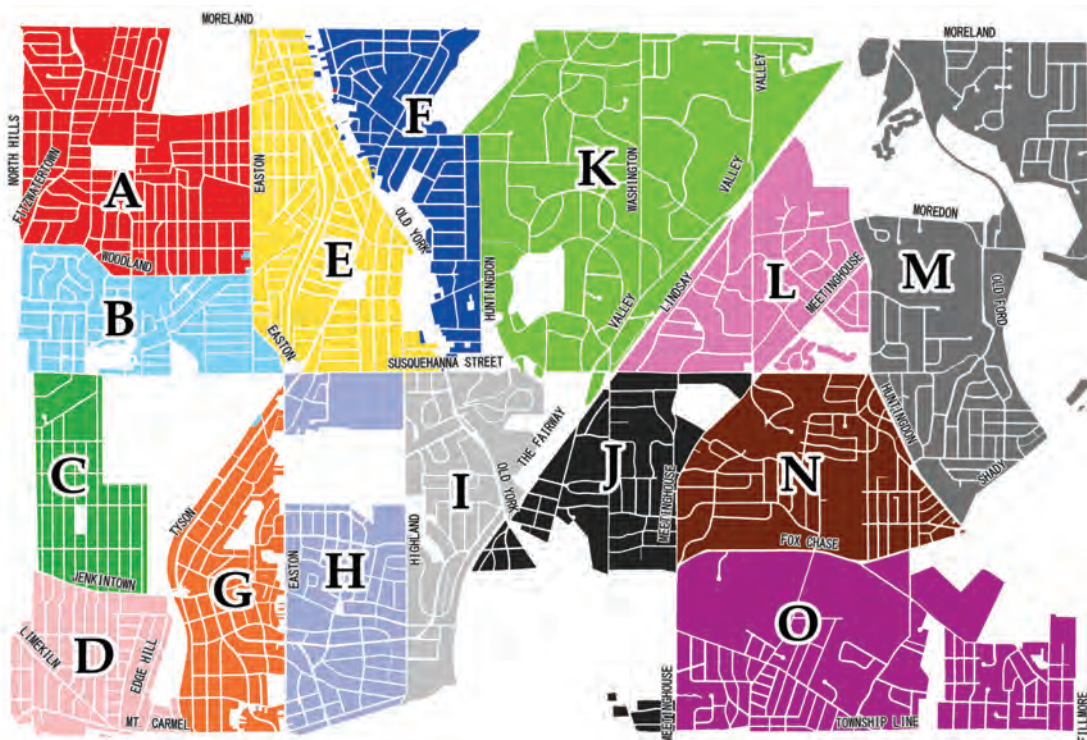 MORELAND
MORELAND
NORTH HILLS
FITZWATERTOWN
A
WOODLAND
B
EASTON
EASTON
E
OLD YORK
F
HUNTINGDON
SUSQUEHANNA STREET
K
WASHINGTON
VALLEY
VALLEY
VALLEY
LINDSAY
L
MEETINGHOUSE
MOREDON
M
OLD FORD
HUNTINGDON
SHADY
C
JENKINTOWN
D
LIMEKILN
EDGE HILL
MT. CARMEL
TYSON
G
EASTON
H
HIGHLAND
I
OLD YORK
THE FAIRWAY
J
MEETINGHOUSE
N
FOX CHASE
O
MEETINGHOUSE
TOWNSHIP LINE
FILLMORE